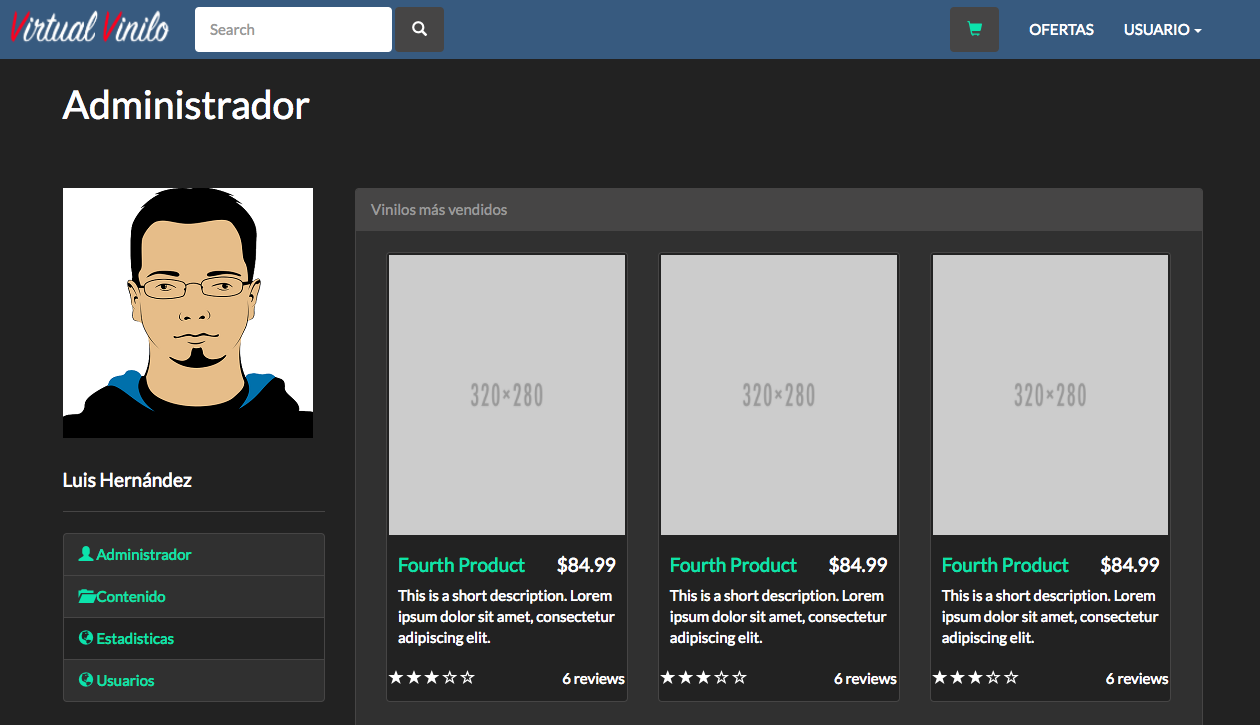 Virtual Vinilo
Search
OFERTAS
USUARIO
Administrador
Luis Hernández
Administrador
Contenido
Estadisticas
Usuarios
Vinilos más vendidos
320×280
Fourth Product $84.99
This is a short description. Lorem
ipsum dolor sit amet, consectetur
adipiscing elit.
6 reviews
320×280
Fourth Product $84.99
This is a short description. Lorem
ipsum dolor sit amet, consectetur
adipiscing elit.
6 reviews
320×280
Fourth Product $84.99
This is a short description. Lorem
ipsum dolor sit amet, consectetur
adipiscing elit.
6 reviews